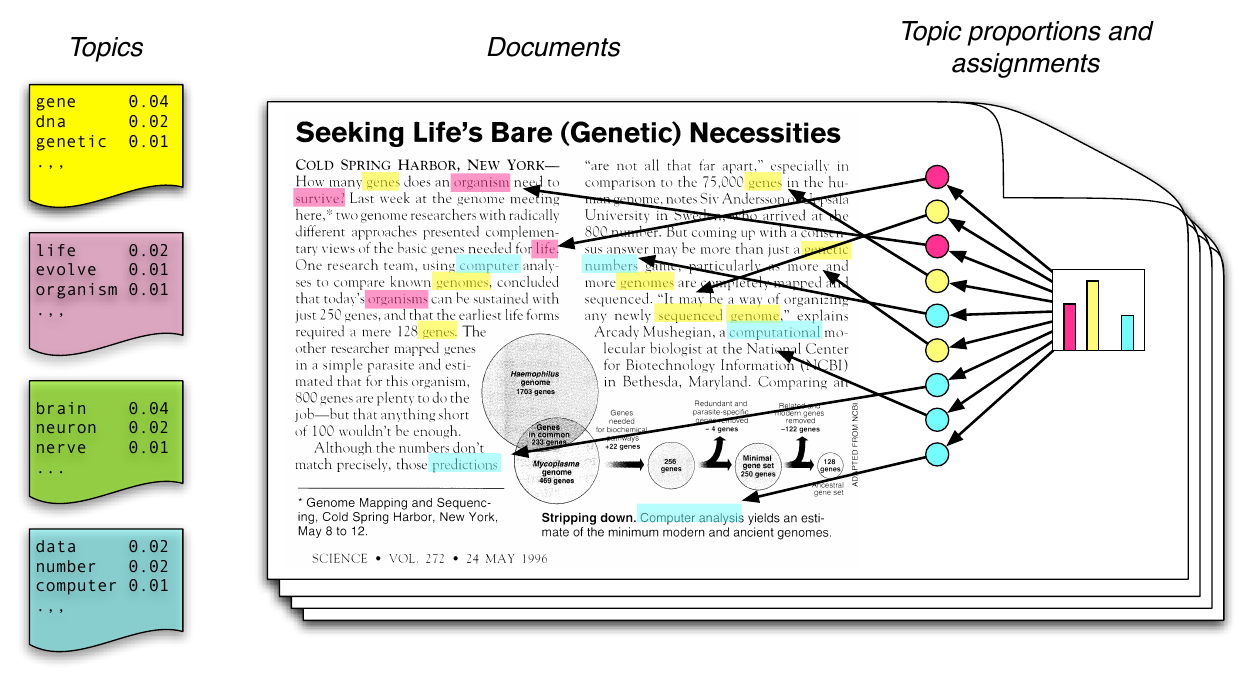 Topics
Documents
Topic proportions and
assignments
gene 0.04
dna 0.02
genetic 0.01
.,,
life 0.02
evolve 0.01
organism 0.01
.,,
brain 0.04
neuron 0.02
nerve 0.01
...
data 0.02
number 0.02
computer 0.01
.,,
Seeking Life's Bare (Genetic) Necessities
COLD SPRING HARBOR, NEW YORK—
How many genes does an organism need to
survive? Last week at the genome meeting
here,* two genome researchers with radically
different approaches presented complemen-
tary views of the basic genes needed for life.
One research team, using computer analy-
ses to compare known genomes, concluded
that today's organisms can be sustained with
just 250 genes, and that the earliest life forms
required a mere 128 genes. The
other researcher mapped genes
in a simple parasite and esti-
mated that for this organism,
800 genes are plenty to do the
job—but that anything short
of 100 wouldn't be enough.
Although the numbers don't
match precisely, those predictions
* Genome Mapping and Sequenc-
ing, Cold Spring Harbor, New York,
May 8 to 12.
"are not all that far apart," especially in
comparison to the 75,000 genes in the hu-
man genome, notes Siv Andersson of Uppsala
University in Sweden, who arrived at the
800 number. But coming up with a consen-
sus answer may be more than just a genetic
numbers game, particularly as more and
more genomes are completely mapped and
sequenced. "It may be a way of organizing
any newly sequenced genome," explains
Arcady Mushegian, a computational mo-
lecular biologist at the National Center
for Biotechnology Information (NCBI)
in Bethesda, Maryland. Comparing an
Haemophilus
genome
1703 genes
Genes
in common
233 genes
Mycoplasma
genome
469 genes
Genes
needed
for biochemical
pathways
+22 genes
256
genes
Redundant and
parasite-specific
genes removed
– 4 genes
Minimal
gene set
250 genes
Related and
modern genes
removed
–122 genes
128
genes
Ancestral
gene set
ADAPTED FROM NCBI
Stripping down. Computer analysis yields an esti-
mate of the minimum modern and ancient genomes.
SCIENCE • VOL. 272 • 24 MAY 1996